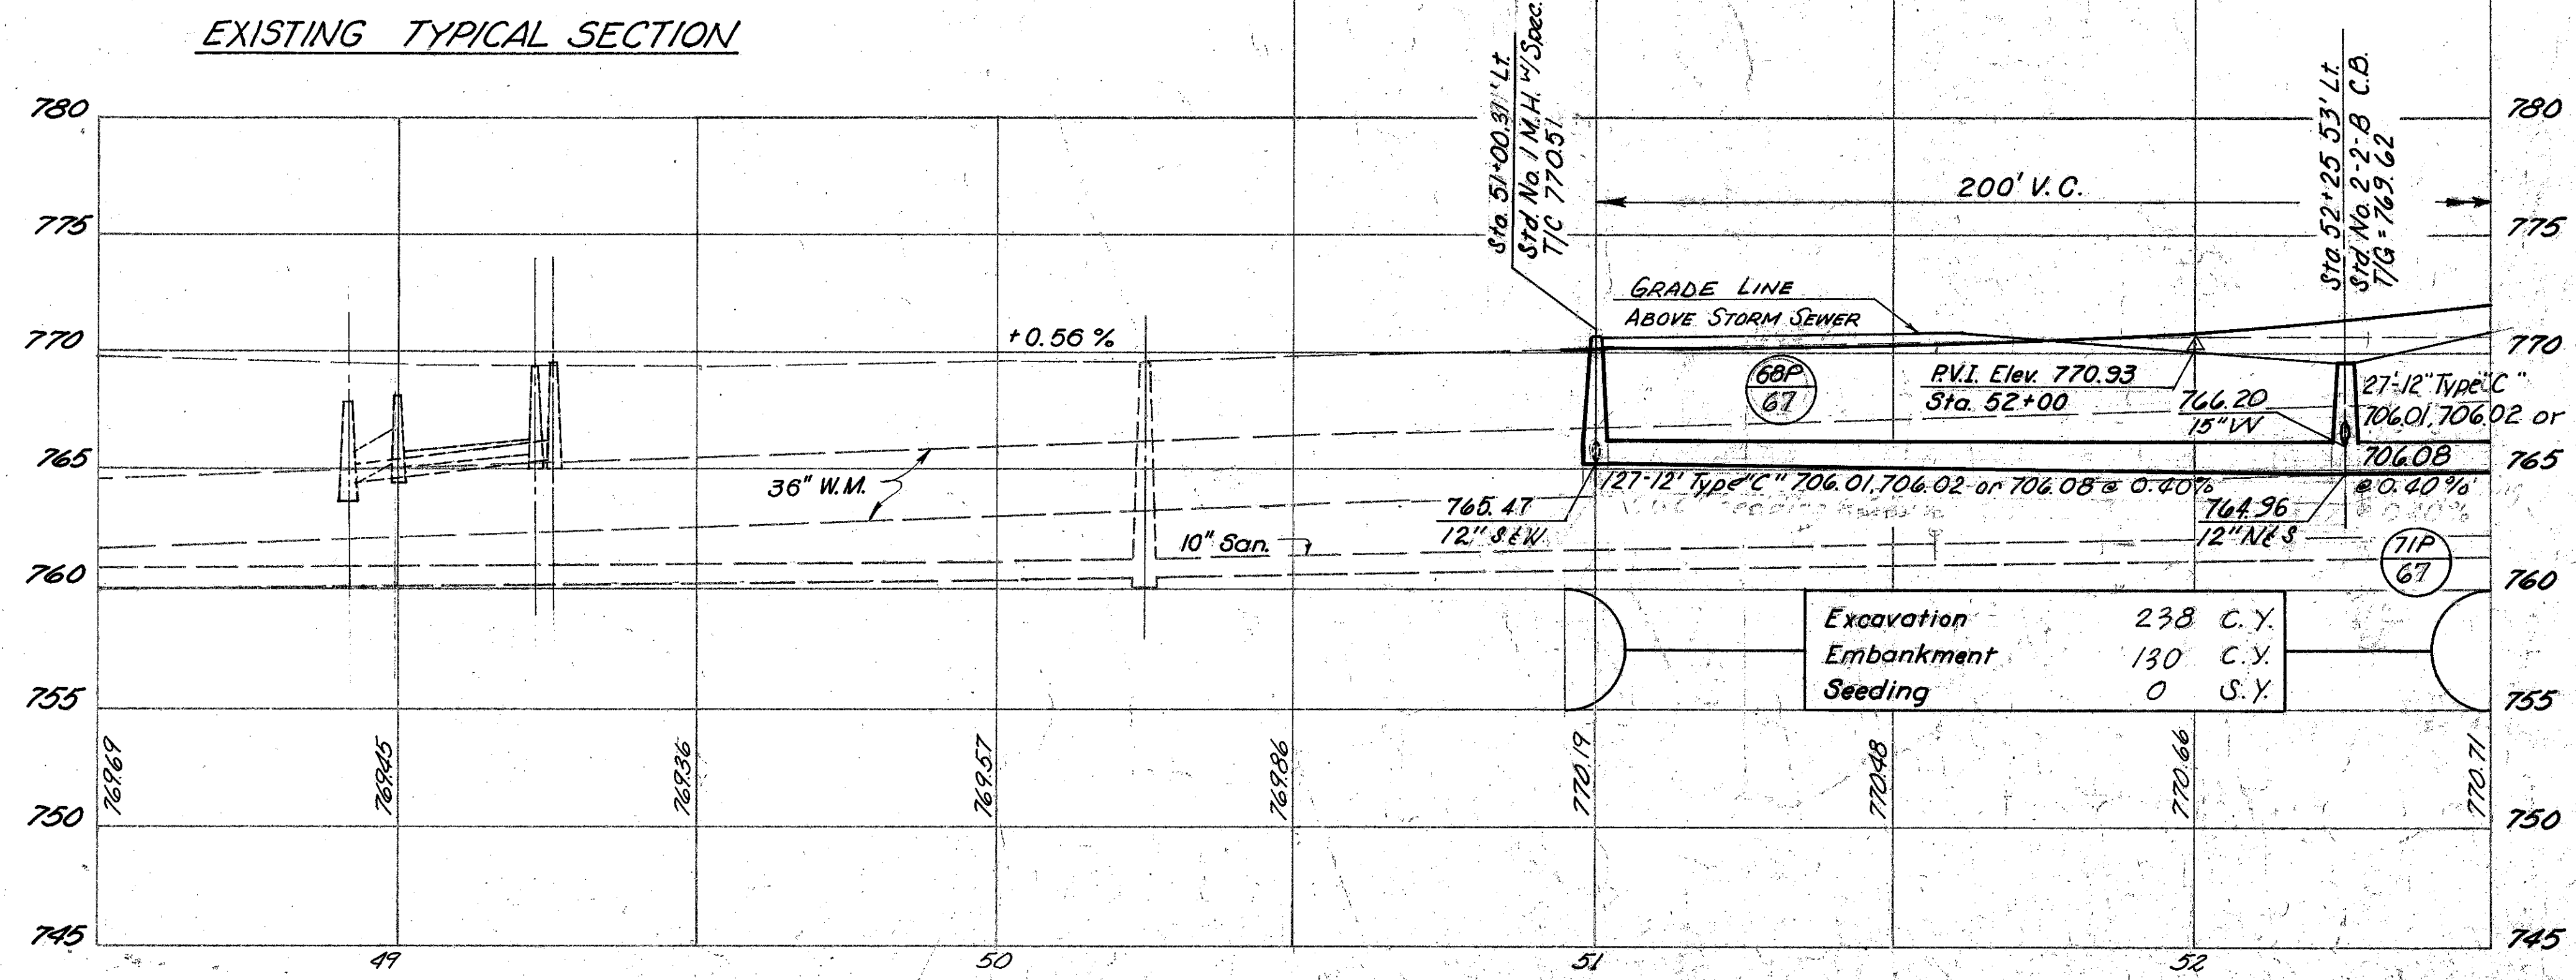 EXISTING TYPICAL SECTION
Sta. 51+00.31' Lt.
Std No. 1 M.H. W/Spec.
T/C 770.51
Sta. 52+25 53' Lt.
Std. No. 2-2-B C.B.
T/G = 769.62
780
780
200' V.C.
775
775
GRADE LINE
ABOVE STORM SEWER
770
+0.56 %
770
68P
67
P.V.I. Elev. 770.93
Sta. 52+00
766.20
15" W
27'-12" Type "C"
706.01, 706.02 or
706.08
@ 0.40%
765
765
36" W.M.
127-12' Type "C" 706.01, 706.02 or 706.08 @ 0.40%
765.47
12" S & W
764.96
12" N & S
10" San.
71P
67
760
760
Excavation 238 C.Y.
Embankment 130 C.Y.
Seeding 0 S.Y.
755
755
769.69
769.45
769.36
769.57
769.86
770.19
770.48
770.66
770.71
750
750
745
745
49
50
51
52